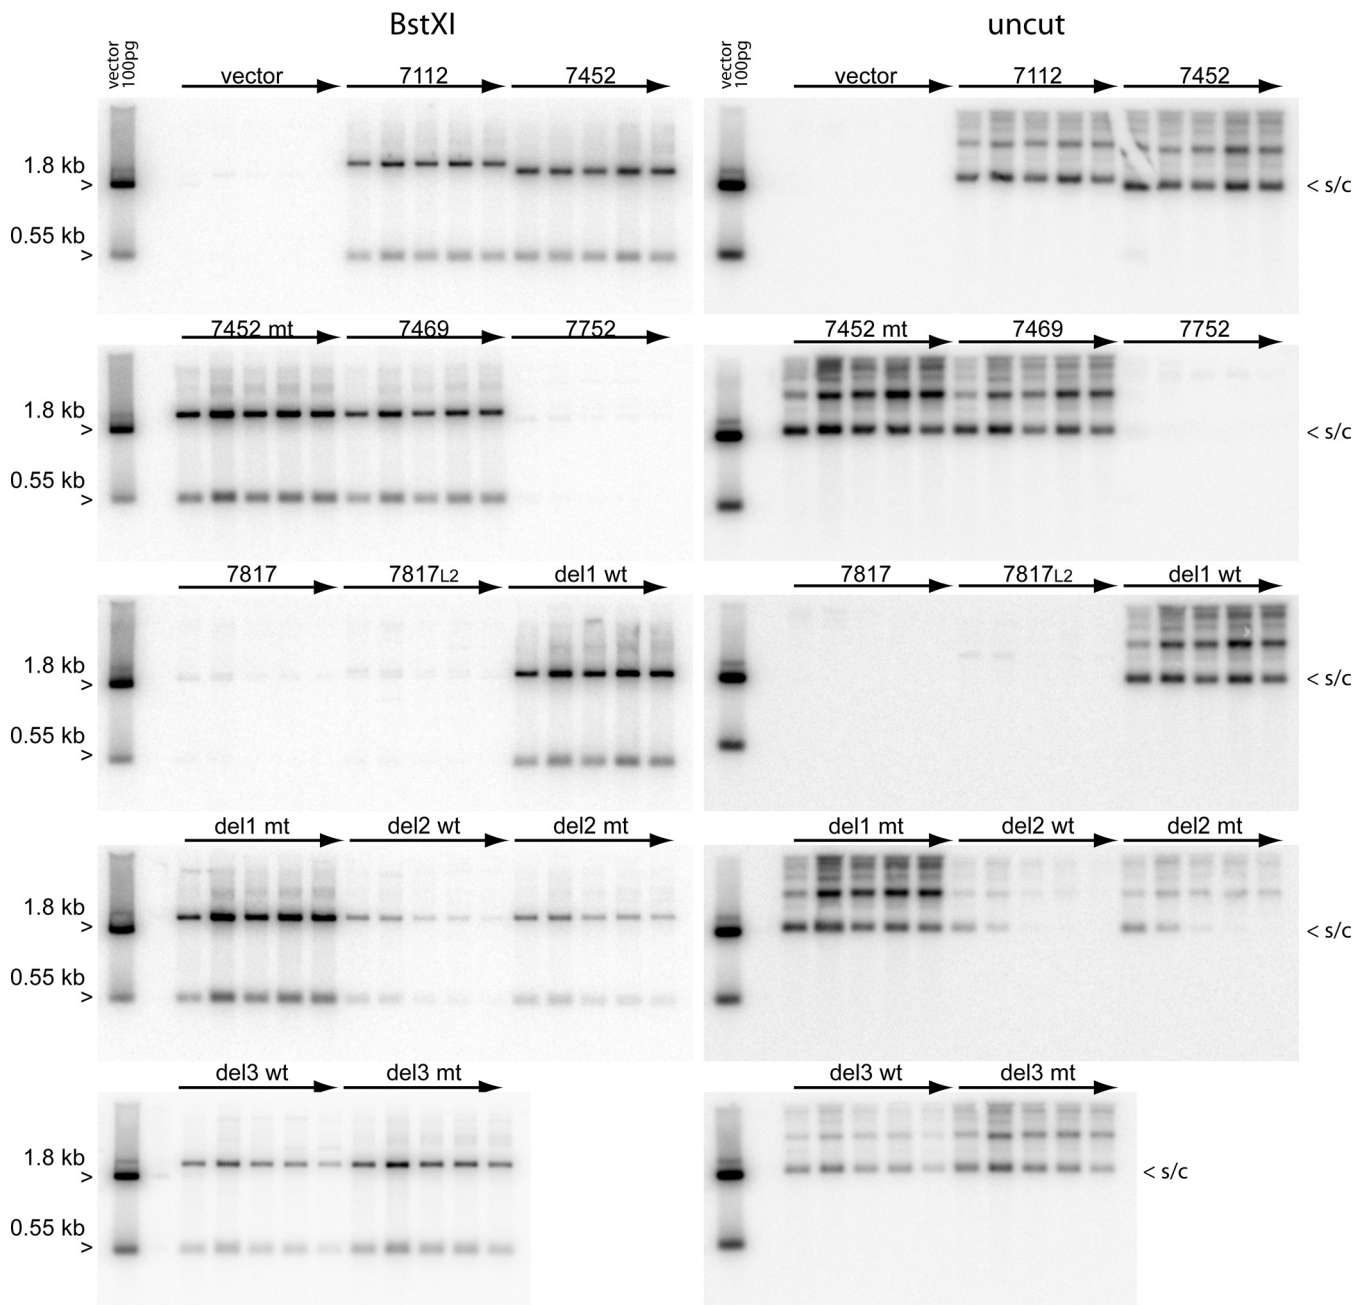 BstXI uncut
vector
100pg
vector 7112 7452
vector
100pg
vector 7112 7452
1.8 kb
>
0.55 kb
>
< s/c
7452 mt 7469 7752 7452 mt 7469 7752
1.8 kb
>
0.55 kb
>
< s/c
7817 7817L2 del1 wt 7817 7817L2 del1 wt
1.8 kb
>
0.55 kb
>
< s/c
del1 mt del2 wt del2 mt del1 mt del2 wt del2 mt
1.8 kb
>
0.55 kb
>
< s/c
del3 wt del3 mt del3 wt del3 mt
1.8 kb
>
0.55 kb
>
< s/c